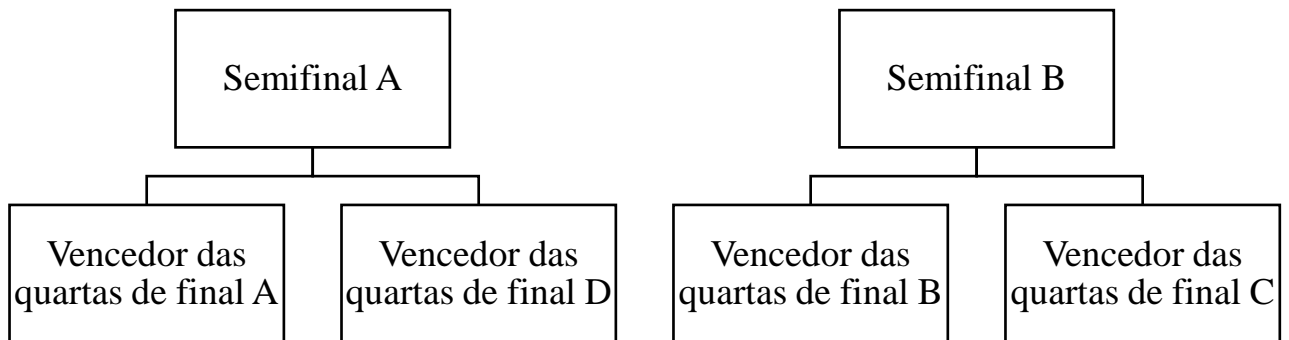 Semifinal A
Semifinal B
Vencedor das
quartas de final A
Vencedor das
quartas de final D
Vencedor das
quartas de final B
Vencedor das
quartas de final C